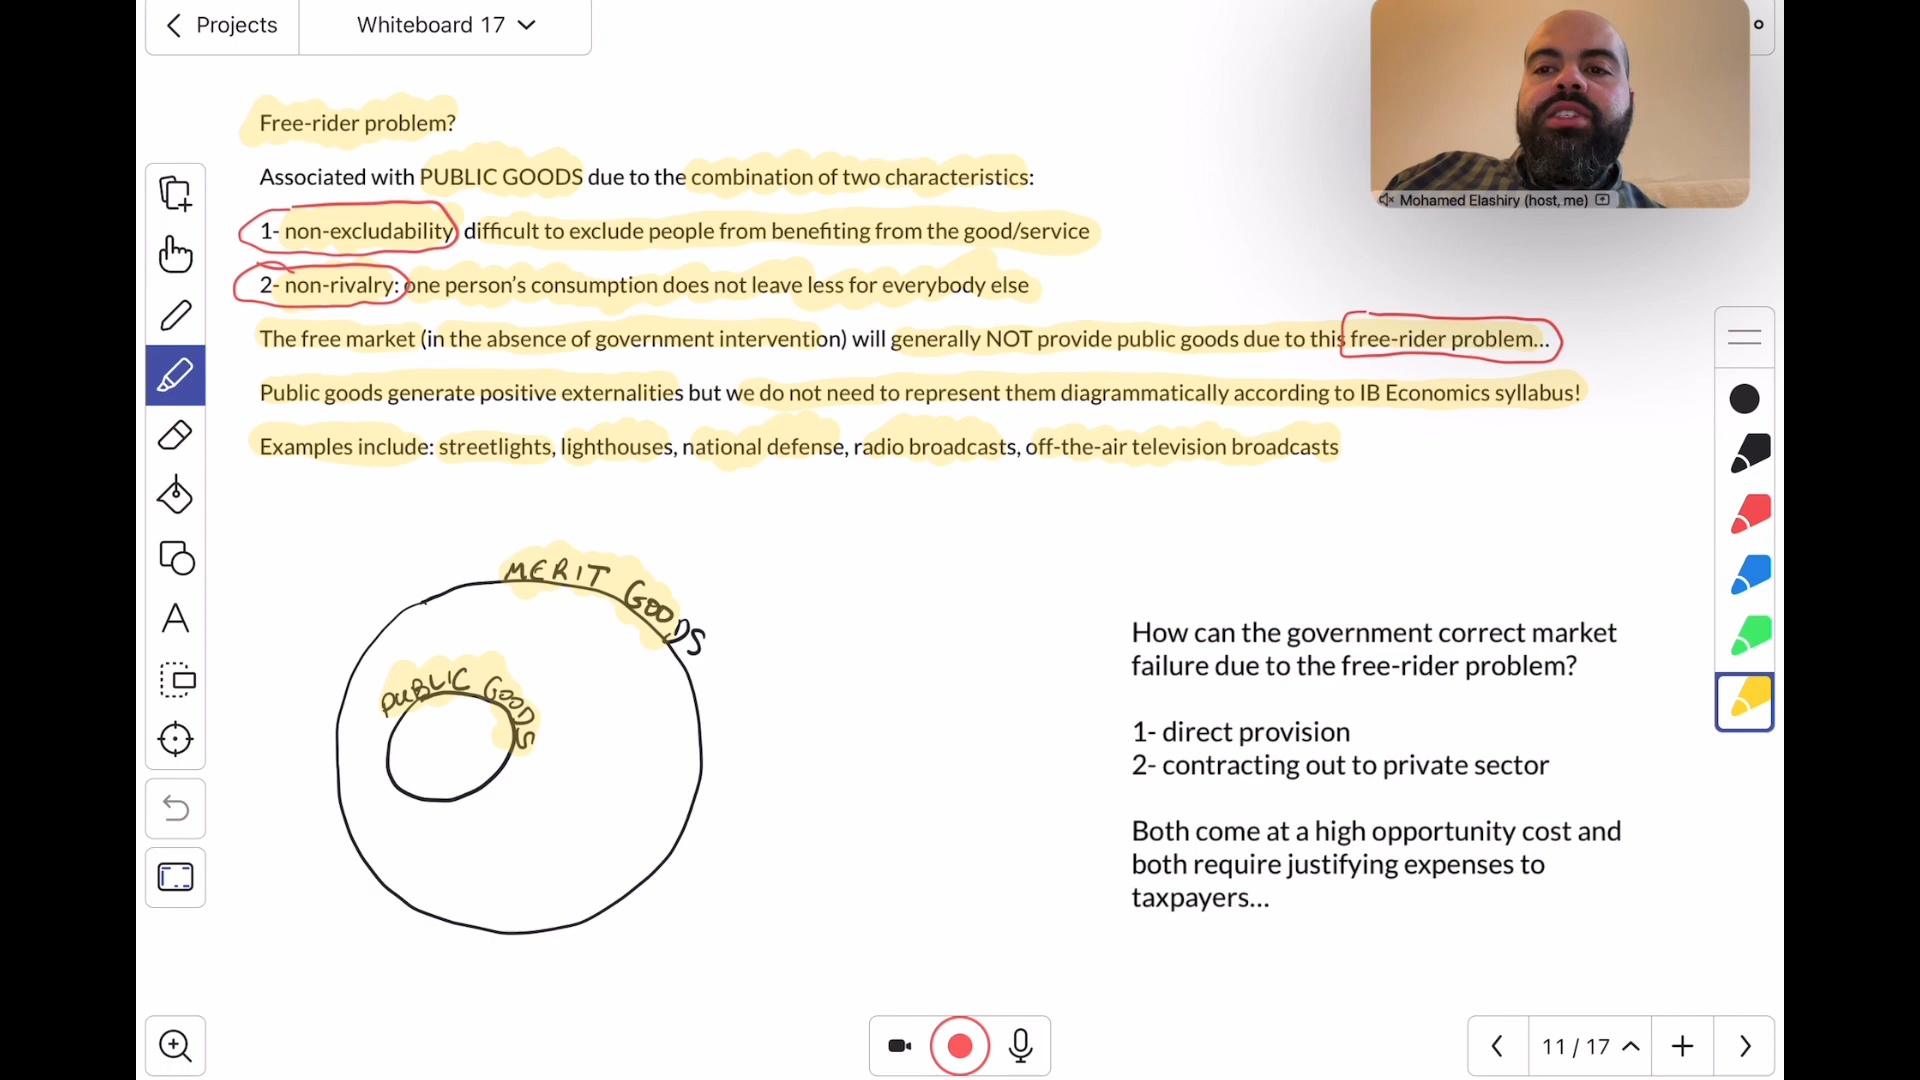 Projects
Whiteboard 17
Mohamed Elashiry (host, me)
Free-rider problem?
Associated with PUBLIC GOODS due to the combination of two characteristics:
1- non-excludability difficult to exclude people from benefiting from the good/service
2- non-rivalry: one person's consumption does not leave less for everybody else
The free market (in the absence of government intervention) will generally NOT provide public goods due to this free-rider problem...
Public goods generate positive externalities but we do not need to represent them diagrammatically according to IB Economics syllabus!
Examples include: streetlights, lighthouses, national defense, radio broadcasts, off-the-air television broadcasts
MERIT GOODS
PUBLIC GOODS
How can the government correct market
failure due to the free-rider problem?
1- direct provision
2- contracting out to private sector
Both come at a high opportunity cost and
both require justifying expenses to
taxpayers...
A
11 / 17